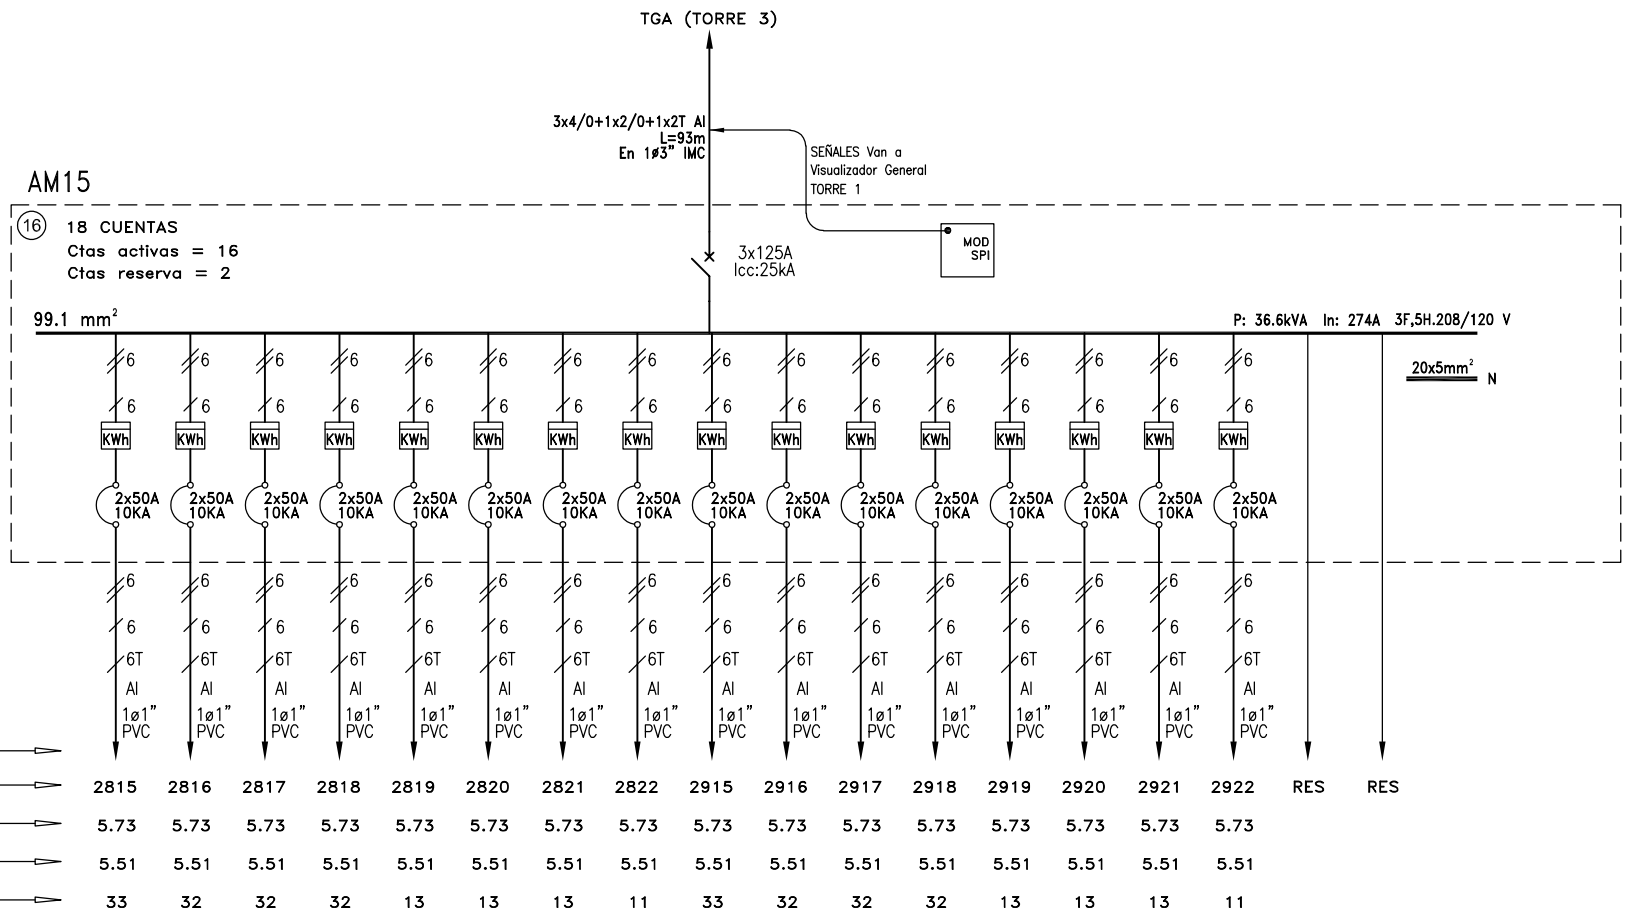 TGA (TORRE 3)
3x4/0+1x2/0+1x2T Al
L=93m
En 1ø3" IMC
SEÑALES Van a
Visualizador General
TORRE 1
AM15
16
18 CUENTAS
Ctas activas = 16
Ctas reserva = 2
3x125A
Icc:25kA
MOD
SPI
99.1 mm²
P: 36.6kVA In: 274A 3F,5H.208/120 V
20x5mm²
N
6 6 6 6 6 6 6 6 6 6 6 6 6 6 6 6
6 6 6 6 6 6 6 6 6 6 6 6 6 6 6 6
KWh KWh KWh KWh KWh KWh KWh KWh KWh KWh KWh KWh KWh KWh KWh KWh
2x50A 2x50A 2x50A 2x50A 2x50A 2x50A 2x50A 2x50A 2x50A 2x50A 2x50A 2x50A 2x50A 2x50A 2x50A 2x50A
10KA 10KA 10KA 10KA 10KA 10KA 10KA 10KA 10KA 10KA 10KA 10KA 10KA 10KA 10KA 10KA
6 6 6 6 6 6 6 6 6 6 6 6 6 6 6 6
6 6 6 6 6 6 6 6 6 6 6 6 6 6 6 6
6T 6T 6T 6T 6T 6T 6T 6T 6T 6T 6T 6T 6T 6T 6T 6T
Al Al Al Al Al Al Al Al Al Al Al Al Al Al Al Al
1ø1" 1ø1" 1ø1" 1ø1" 1ø1" 1ø1" 1ø1" 1ø1" 1ø1" 1ø1" 1ø1" 1ø1" 1ø1" 1ø1" 1ø1" 1ø1"
PVC PVC PVC PVC PVC PVC PVC PVC PVC PVC PVC PVC PVC PVC PVC PVC
2815 2816 2817 2818 2819 2820 2821 2822 2915 2916 2917 2918 2919 2920 2921 2922 RES RES
5.73 5.73 5.73 5.73 5.73 5.73 5.73 5.73 5.73 5.73 5.73 5.73 5.73 5.73 5.73 5.73
5.51 5.51 5.51 5.51 5.51 5.51 5.51 5.51 5.51 5.51 5.51 5.51 5.51 5.51 5.51 5.51
33 32 32 32 13 13 13 11 33 32 32 32 13 13 13 11